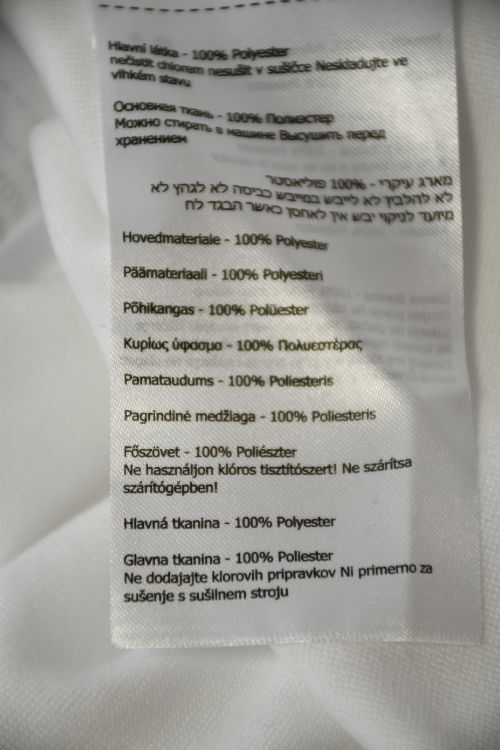 Hlavní látka - 100% Polyester
nečistit chlorem nesušit v sušičce Neskladujte ve
vlhkém stavu
Основная ткань - 100% Полиестер
Можно стирать в машине Высушить перед
хранением
מארג עיקרי - 100% פוליאסטר
לא להלבין לא לייבש במייבש כביסה לא לגהץ לא
מיועד לניקוי יבש אין לאחסן כאשר הבגד לח
Hovedmateriale - 100% Polyester
Päämateriaali - 100% Polyesteri
Põhikangas - 100% Polüester
Κυρίως ύφασμα - 100% Πολυεστέρας
Pamataudums - 100% Poliesteris
Pagrindinė medžiaga - 100% Poliesteris
Főszövet - 100% Poliészter
Ne használjon klóros tisztítószert! Ne szárítsa
szárítógépben!
Hlavná tkanina - 100% Polyester
Glavna tkanina - 100% Poliester
Ne dodajajte klorovih pripravkov Ni primerno za
sušenje s sušilnem stroju